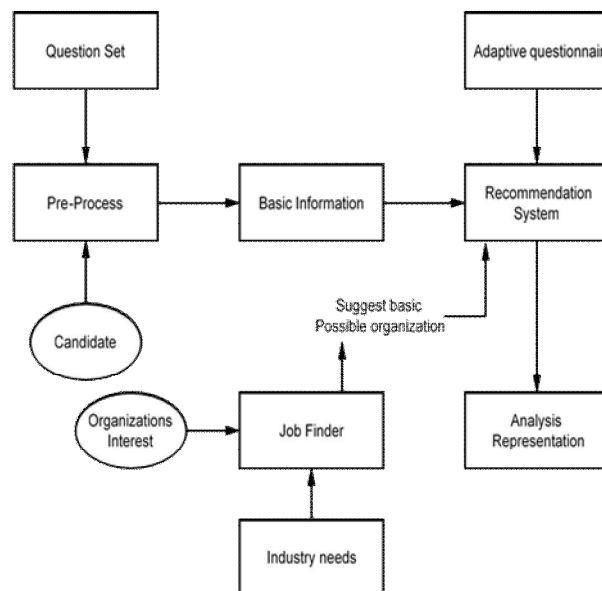 Question Set
Adaptive questionnair
Pre-Process
Basic Information
Recommendation
System
Suggest basic
Possible organization
Candidate
Organizations
Interest
Job Finder
Analysis
Representation
Industry needs